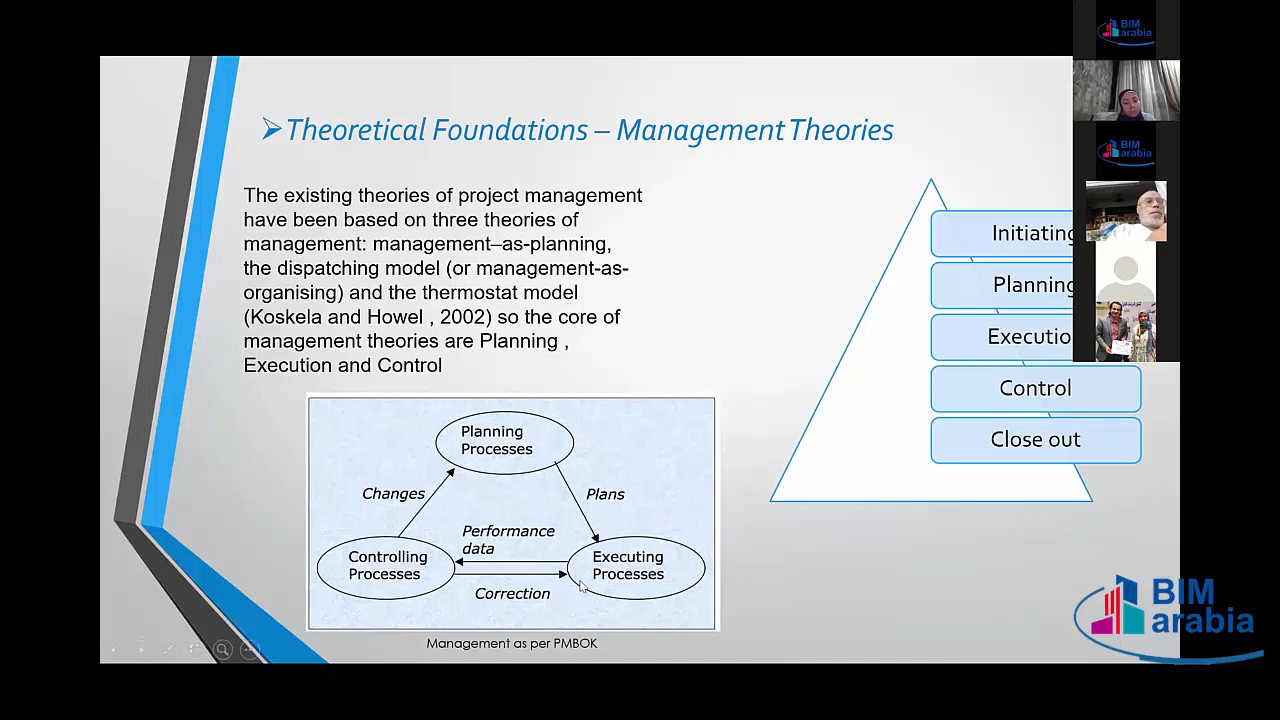 ➢Theoretical Foundations – Management Theories
The existing theories of project management
have been based on three theories of
management: management–as-planning,
the dispatching model (or management-as-
organising) and the thermostat model
(Koskela and Howel , 2002) so the core of
management theories are Planning ,
Execution and Control
Planning
Processes
Changes
Plans
Performance
data
Controlling
Processes
Executing
Processes
Correction
Management as per PMBOK
Initiating
Planning
Executio
Control
Close out
BIM
arabia
BIM
arabia
BIM
arabia